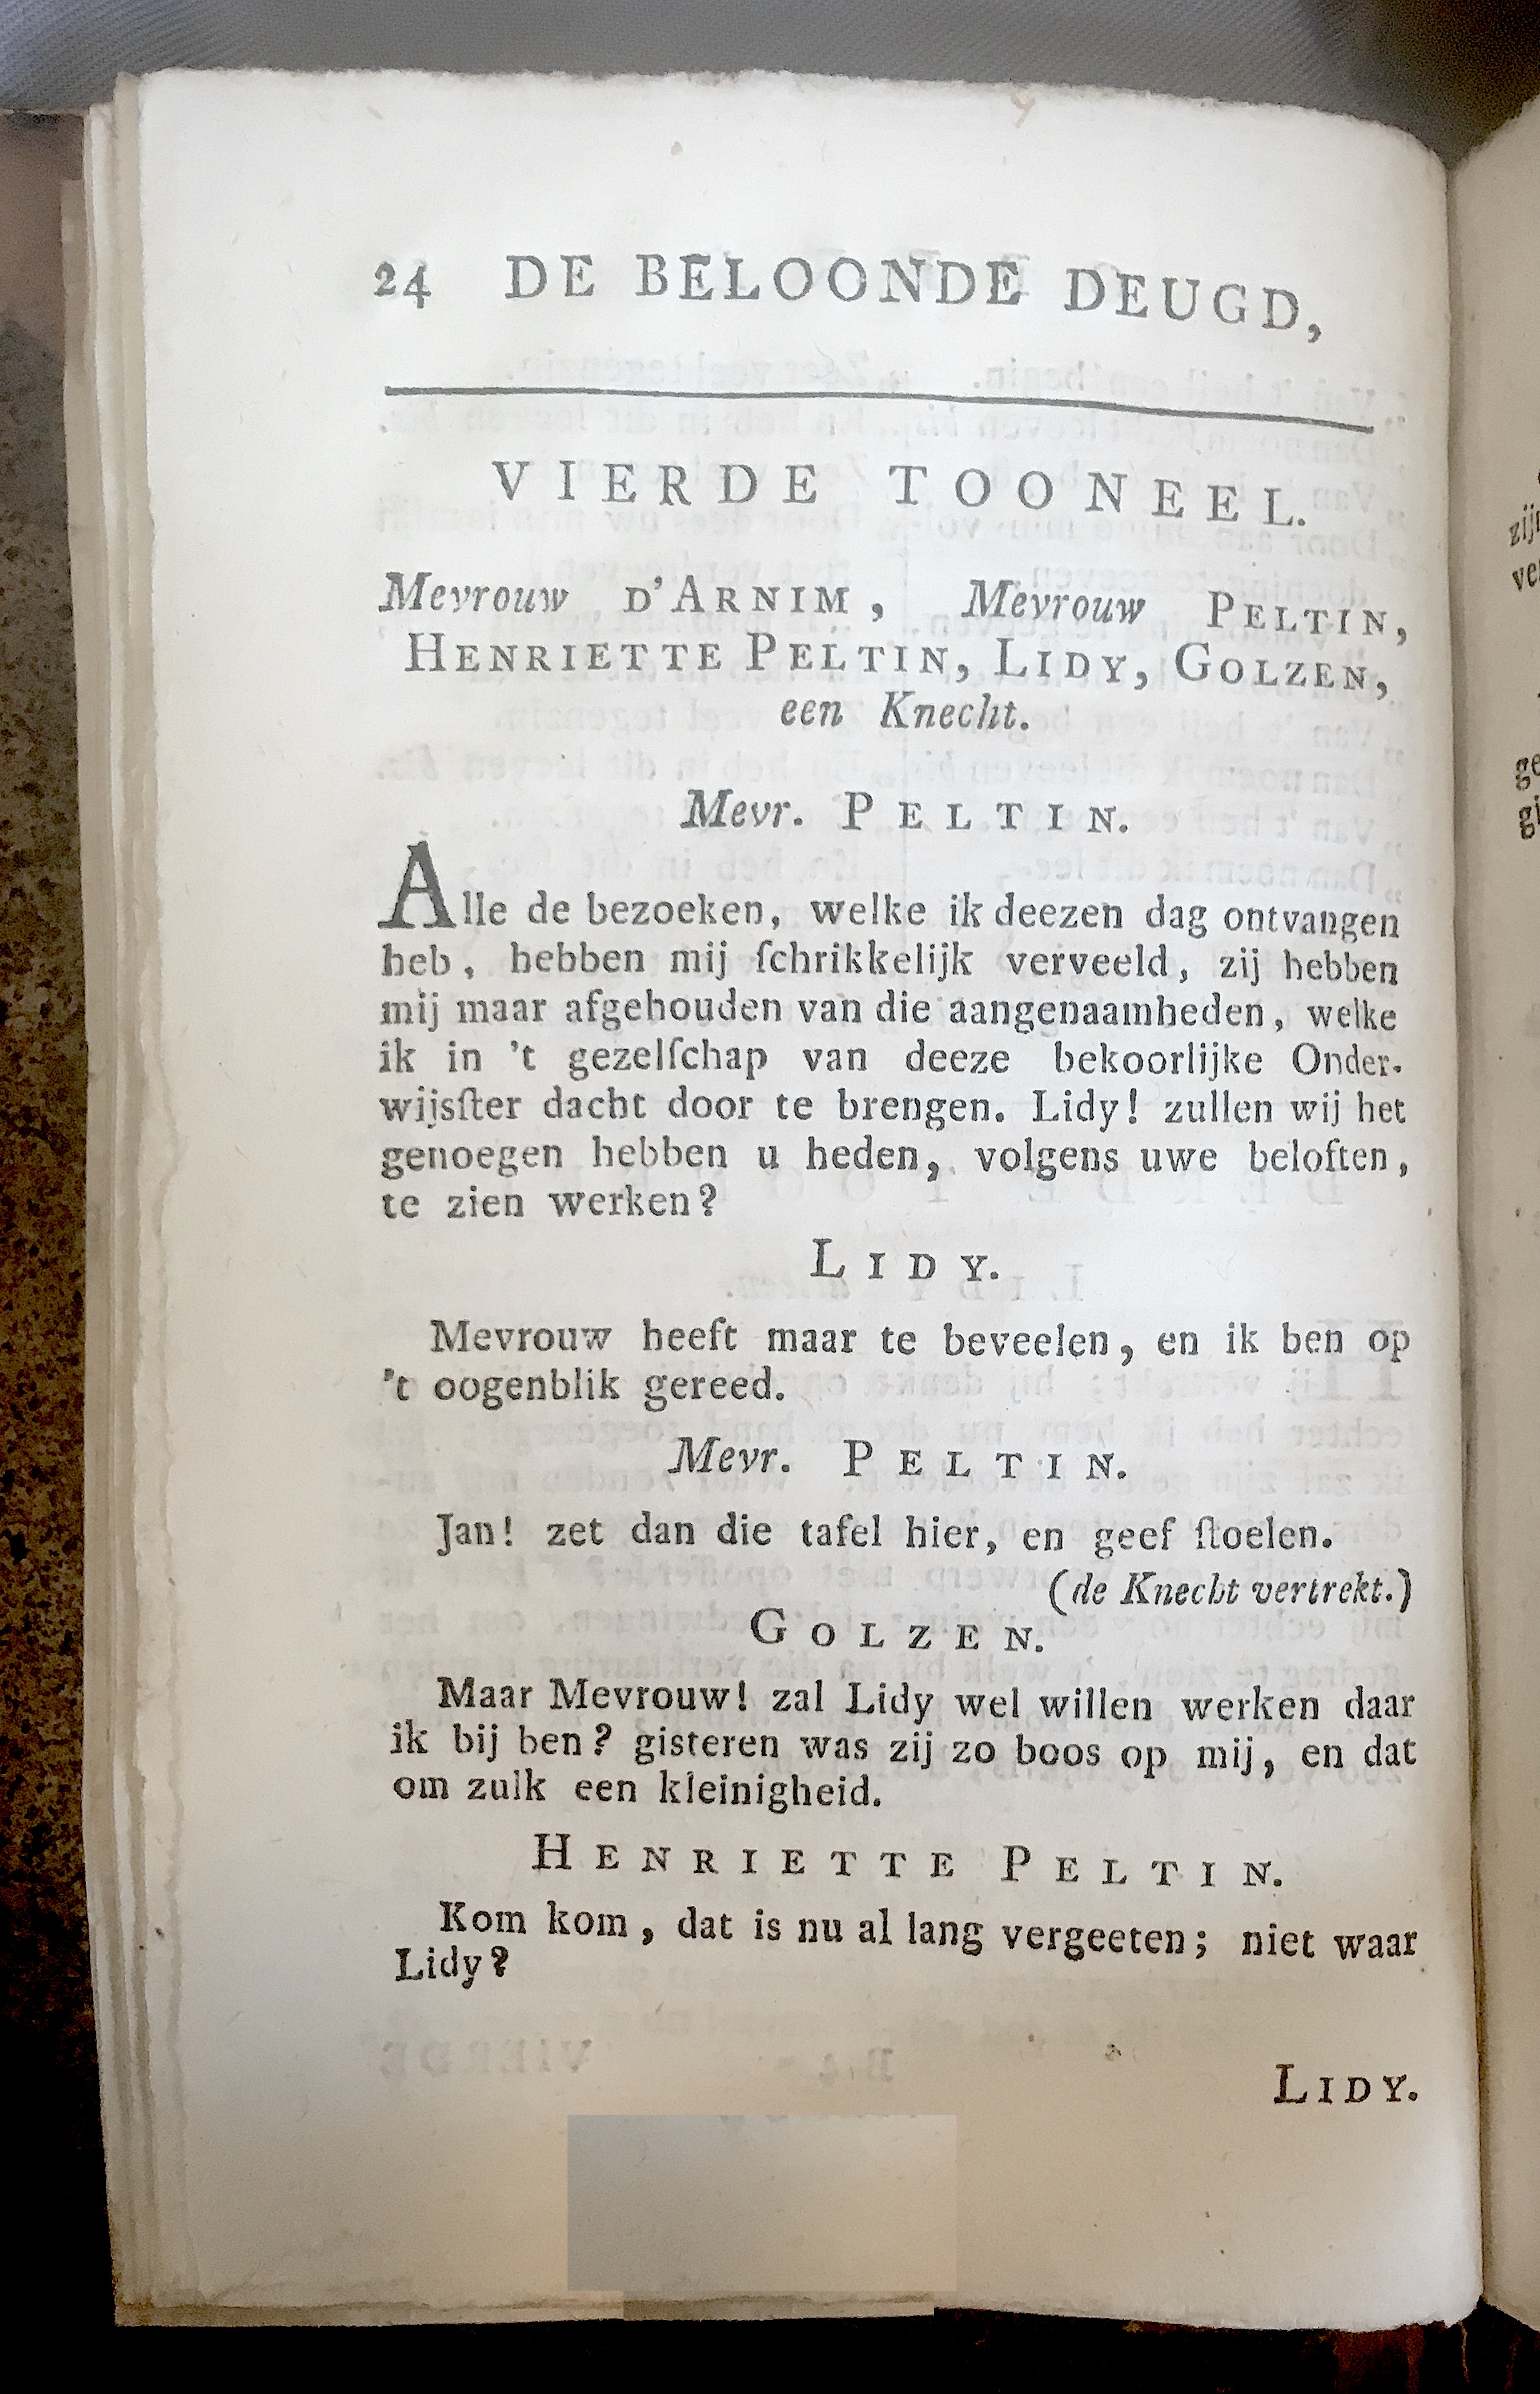 24 DE BELOONDE DEUGD,
VIERDE TOONEEL.
Mevrouw D'ARNIM, Mevrouw PELTIN,
HENRIETTE PELTIN, LIDY, GOLZEN,
een Knecht.
Mevr. PELTIN.
Alle de bezoeken, welke ik deezen dag ontvangen
heb, hebben mij ſchrikkelijk verveeld, zij hebben
mij maar afgehouden van die aangenaamheden, welke
ik in 't gezelſchap van deeze bekoorlijke Onder-
wijsſter dacht door te brengen. Lidy! zullen wij het
genoegen hebben u heden, volgens uwe beloften,
te zien werken?
LIDY.
Mevrouw heeft maar te beveelen, en ik ben op
't oogenblik gereed.
Mevr. PELTIN.
Jan! zet dan die tafel hier, en geef ſtoelen.
(de Knecht vertrekt.)
GOLZEN.
Maar Mevrouw! zal Lidy wel willen werken daar
ik bij ben? gisteren was zij zo boos op mij, en dat
om zulk een kleinigheid.
HENRIETTE PELTIN.
Kom kom, dat is nu al lang vergeeten; niet waar
Lidy?
LIDY.